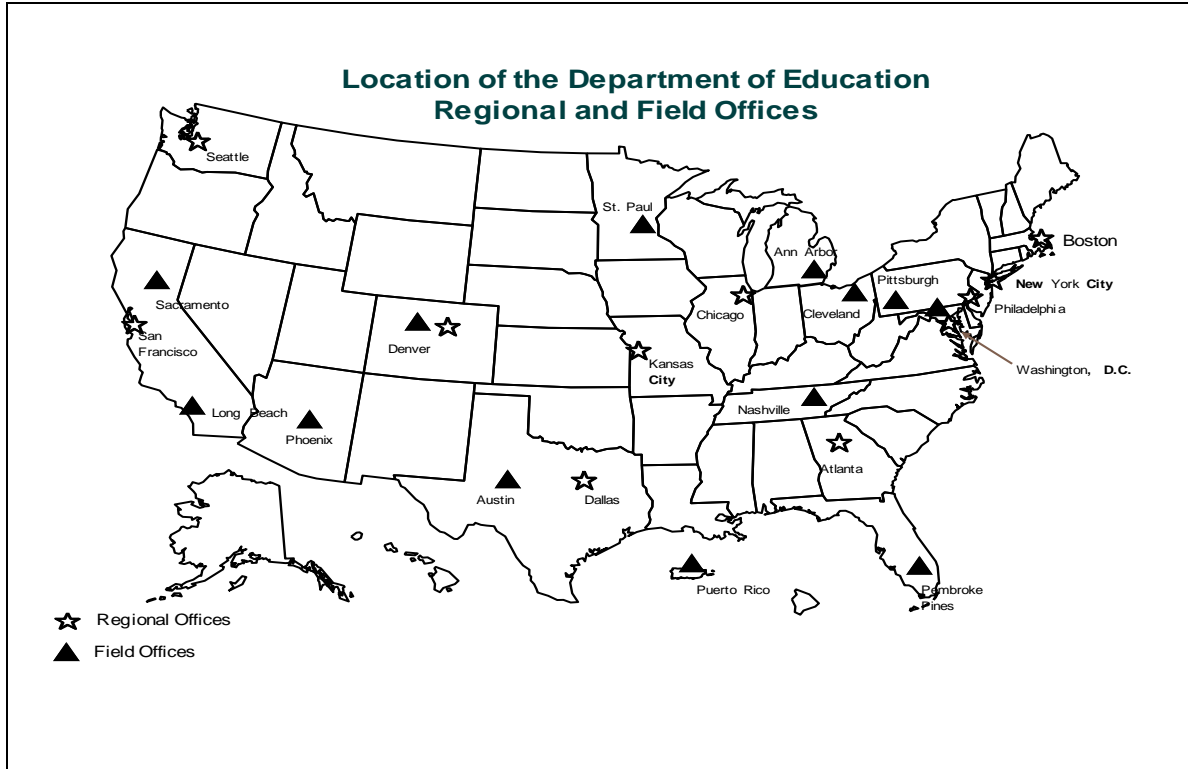 Location of the Department of Education
Regional and Field Offices
Seattle
St. Paul
Boston
Ann Arbor
Pittsburgh
New York City
Sacramento
Philadelphia
Chicago
Cleveland
San
Francisco
Denver
Kansas
City
Washington, D.C.
Long Beach
Nashville
Phoenix
Atlanta
Austin
Dallas
Puerto Rico
Pembroke
Pines
Regional Offices
Field Offices